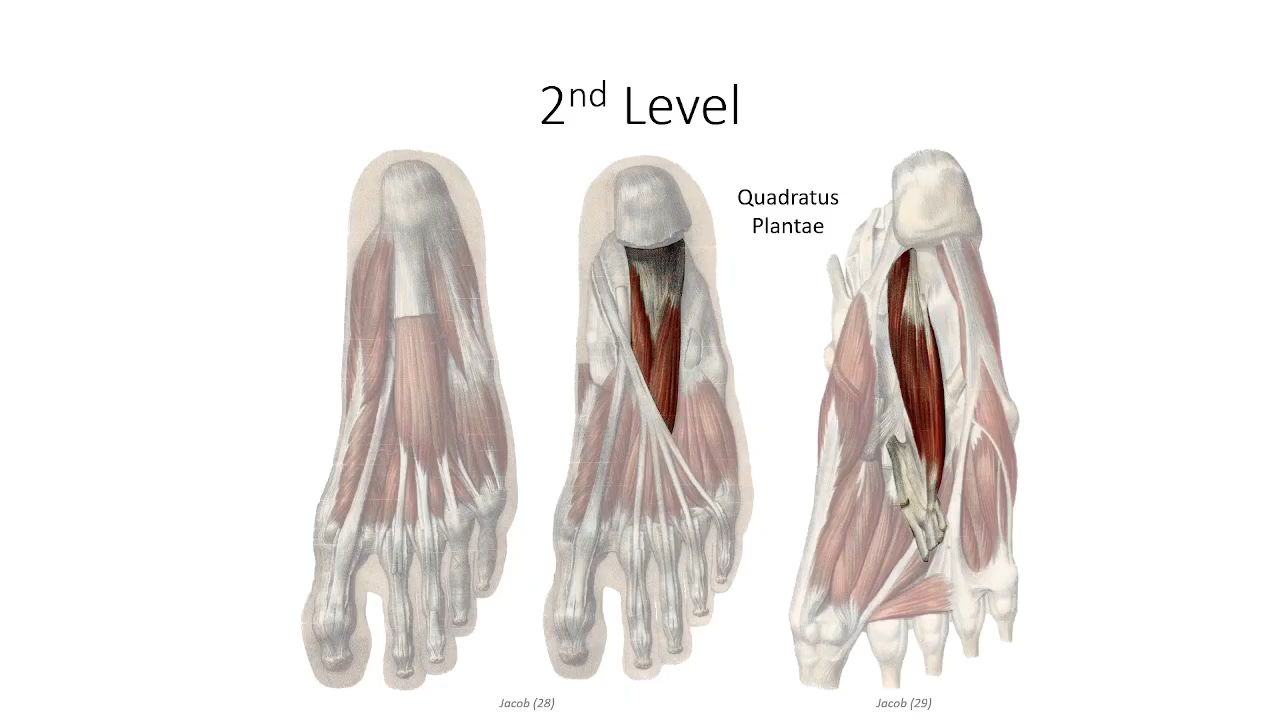 2nd Level
Quadratus
Plantae
Jacob (28)
Jacob (29)